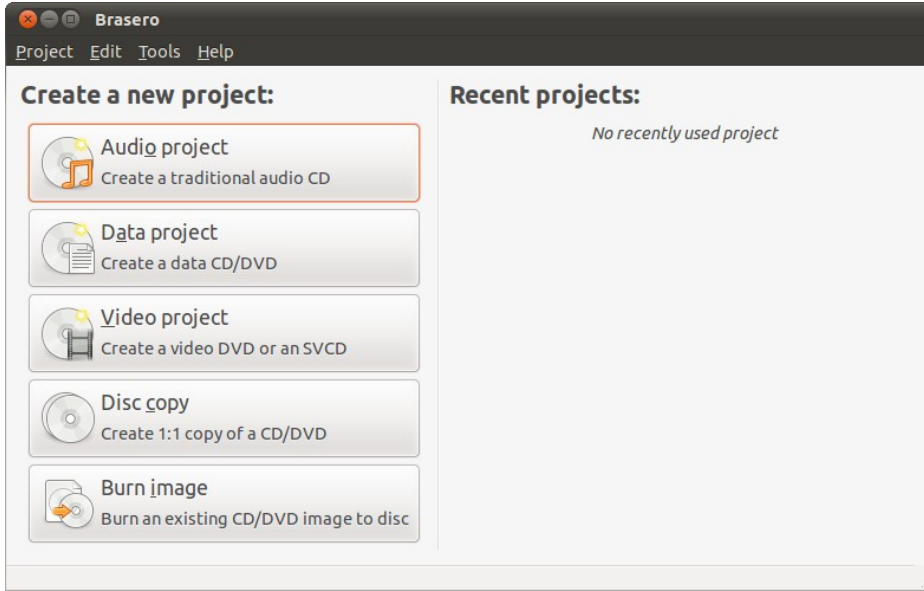 Brasero
Project Edit Tools Help
Create a new project:
Audio project
Create a traditional audio CD
Data project
Create a data CD/DVD
Video project
Create a video DVD or an SVCD
Disc copy
Create 1:1 copy of a CD/DVD
Burn image
Burn an existing CD/DVD image to disc
Recent projects:
No recently used project